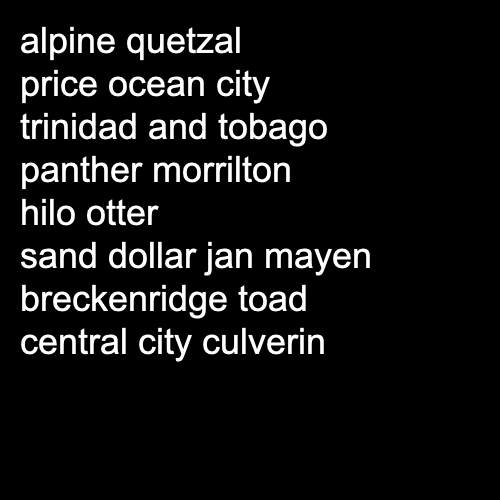 alpine quetzal
price ocean city
trinidad and tobago
panther morrilton
hilo otter
sand dollar jan mayen
breckenridge toad
central city culverin